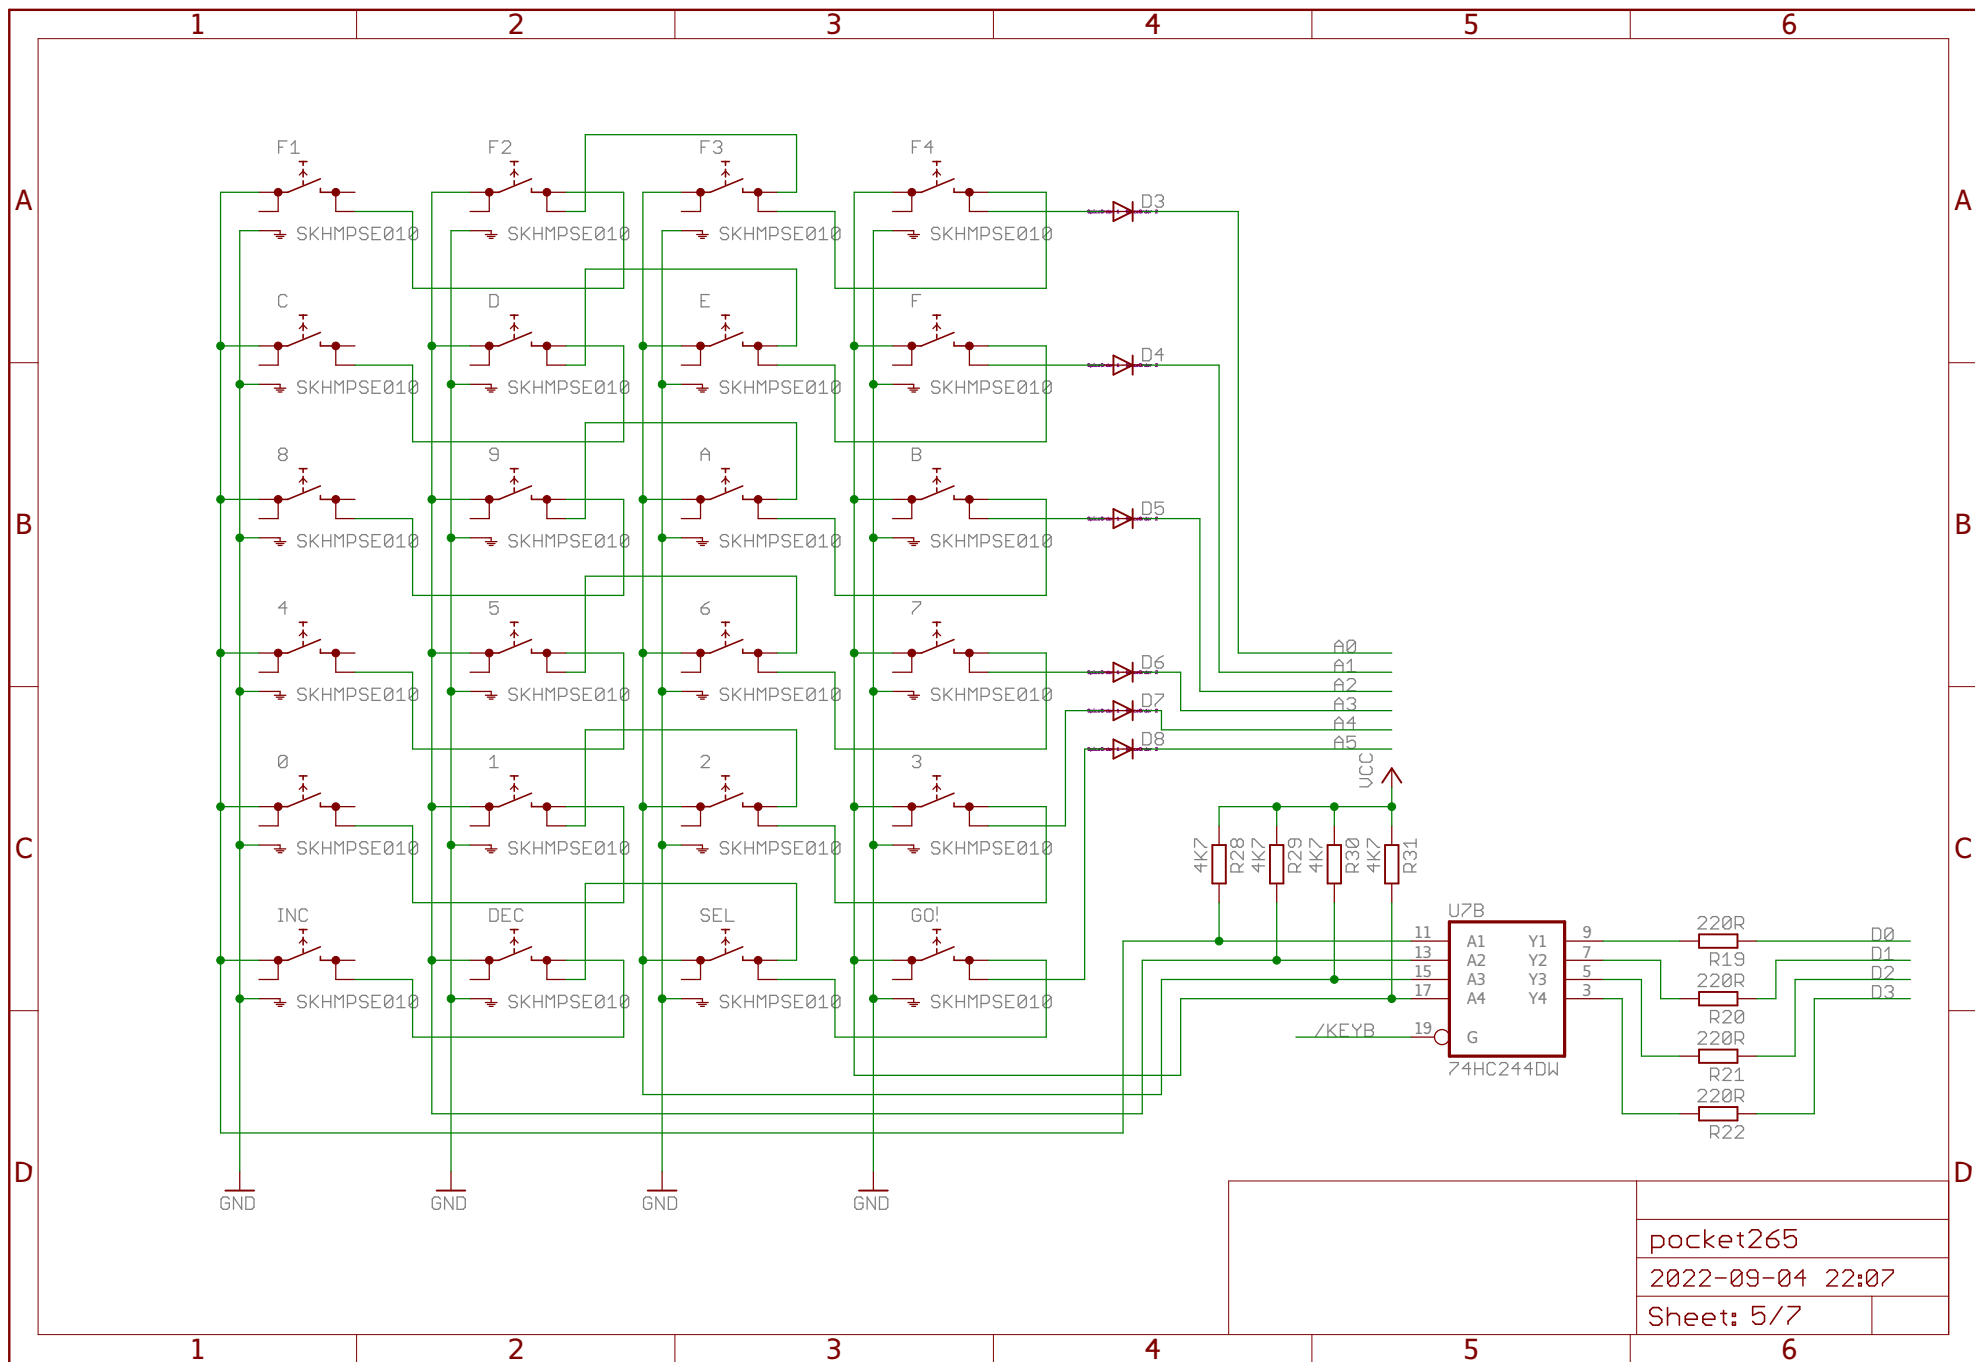 1 2 3 4 5 6
A A
F1 F2 F3 F4
D3
SKHMPSE010 SKHMPSE010 SKHMPSE010 SKHMPSE010
C D E F
D4
SKHMPSE010 SKHMPSE010 SKHMPSE010 SKHMPSE010
8 9 A B
D5
B B
SKHMPSE010 SKHMPSE010 SKHMPSE010 SKHMPSE010
4 5 6 7
A0
A1
D6
A2
SKHMPSE010 SKHMPSE010 SKHMPSE010 SKHMPSE010
D7
A3
A4
D8
A5
0 1 2 3
VCC
C C
SKHMPSE010 SKHMPSE010 SKHMPSE010 SKHMPSE010
4K7 R28 4K7 R29 4K7 R30 4K7 R31
INC DEC SEL GO!
U7B
220R
11 A1 Y1 9
D0
13 A2 Y2 7
R19
D1
15 A3 Y3 5
220R
D2
17 A4 Y4 3
D3
SKHMPSE010 SKHMPSE010 SKHMPSE010 SKHMPSE010
R20
/KEYB 19 G
220R
74HC244DW
R21
220R
R22
D D
GND GND GND GND
pocket265
2022-09-04 22:07
Sheet: 5/7
1 2 3 4 5 6